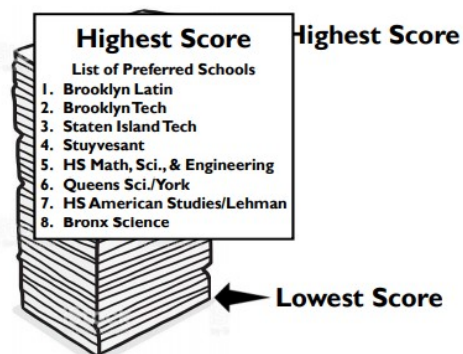 Highest Score
Highest Score
List of Preferred Schools
1. Brooklyn Latin
2. Brooklyn Tech
3. Staten Island Tech
4. Stuyvesant
5. HS Math, Sci., & Engineering
6. Queens Sci./York
7. HS American Studies/Lehman
8. Bronx Science
Lowest Score